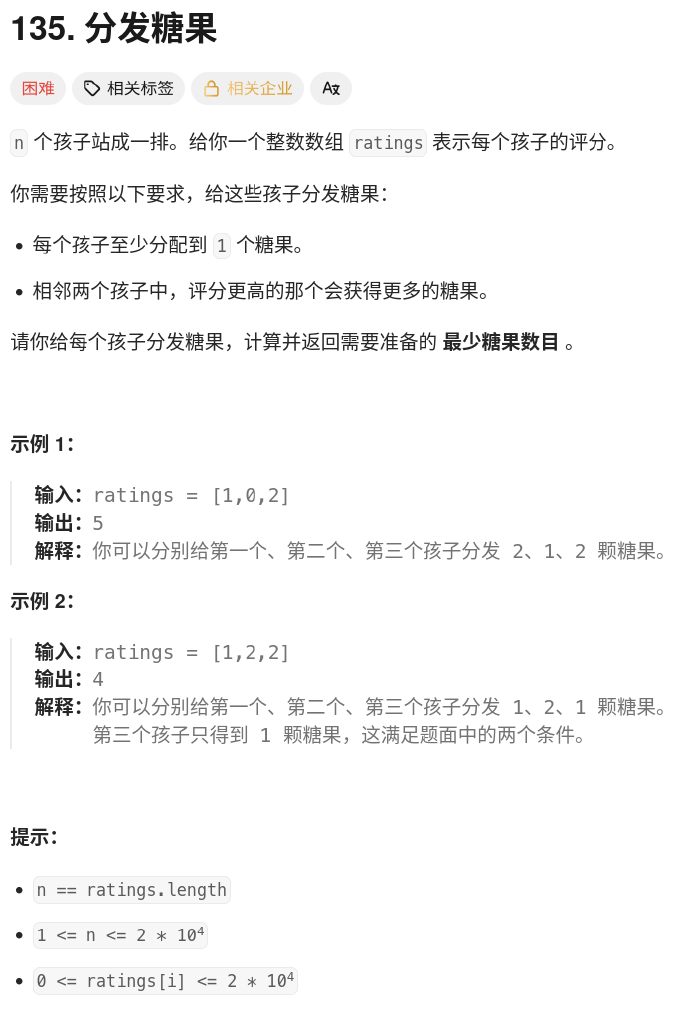 135. 分发糖果
困难 相关标签 相关企业 A文
n 个孩子站成一排。给你一个整数数组 ratings 表示每个孩子的评分。
你需要按照以下要求，给这些孩子分发糖果：
• 每个孩子至少分配到 1 个糖果。
• 相邻两个孩子中，评分更高的那个会获得更多的糖果。
请你给每个孩子分发糖果，计算并返回需要准备的 最少糖果数目 。
示例 1：
输入：ratings = [1,0,2]
输出：5
解释：你可以分别给第一个、第二个、第三个孩子分发 2、1、2 颗糖果。
示例 2：
输入：ratings = [1,2,2]
输出：4
解释：你可以分别给第一个、第二个、第三个孩子分发 1、2、1 颗糖果。
第三个孩子只得到 1 颗糖果，这满足题面中的两个条件。
提示：
• n == ratings.length
• 1 <= n <= 2 * 10⁴
• 0 <= ratings[i] <= 2 * 10⁴